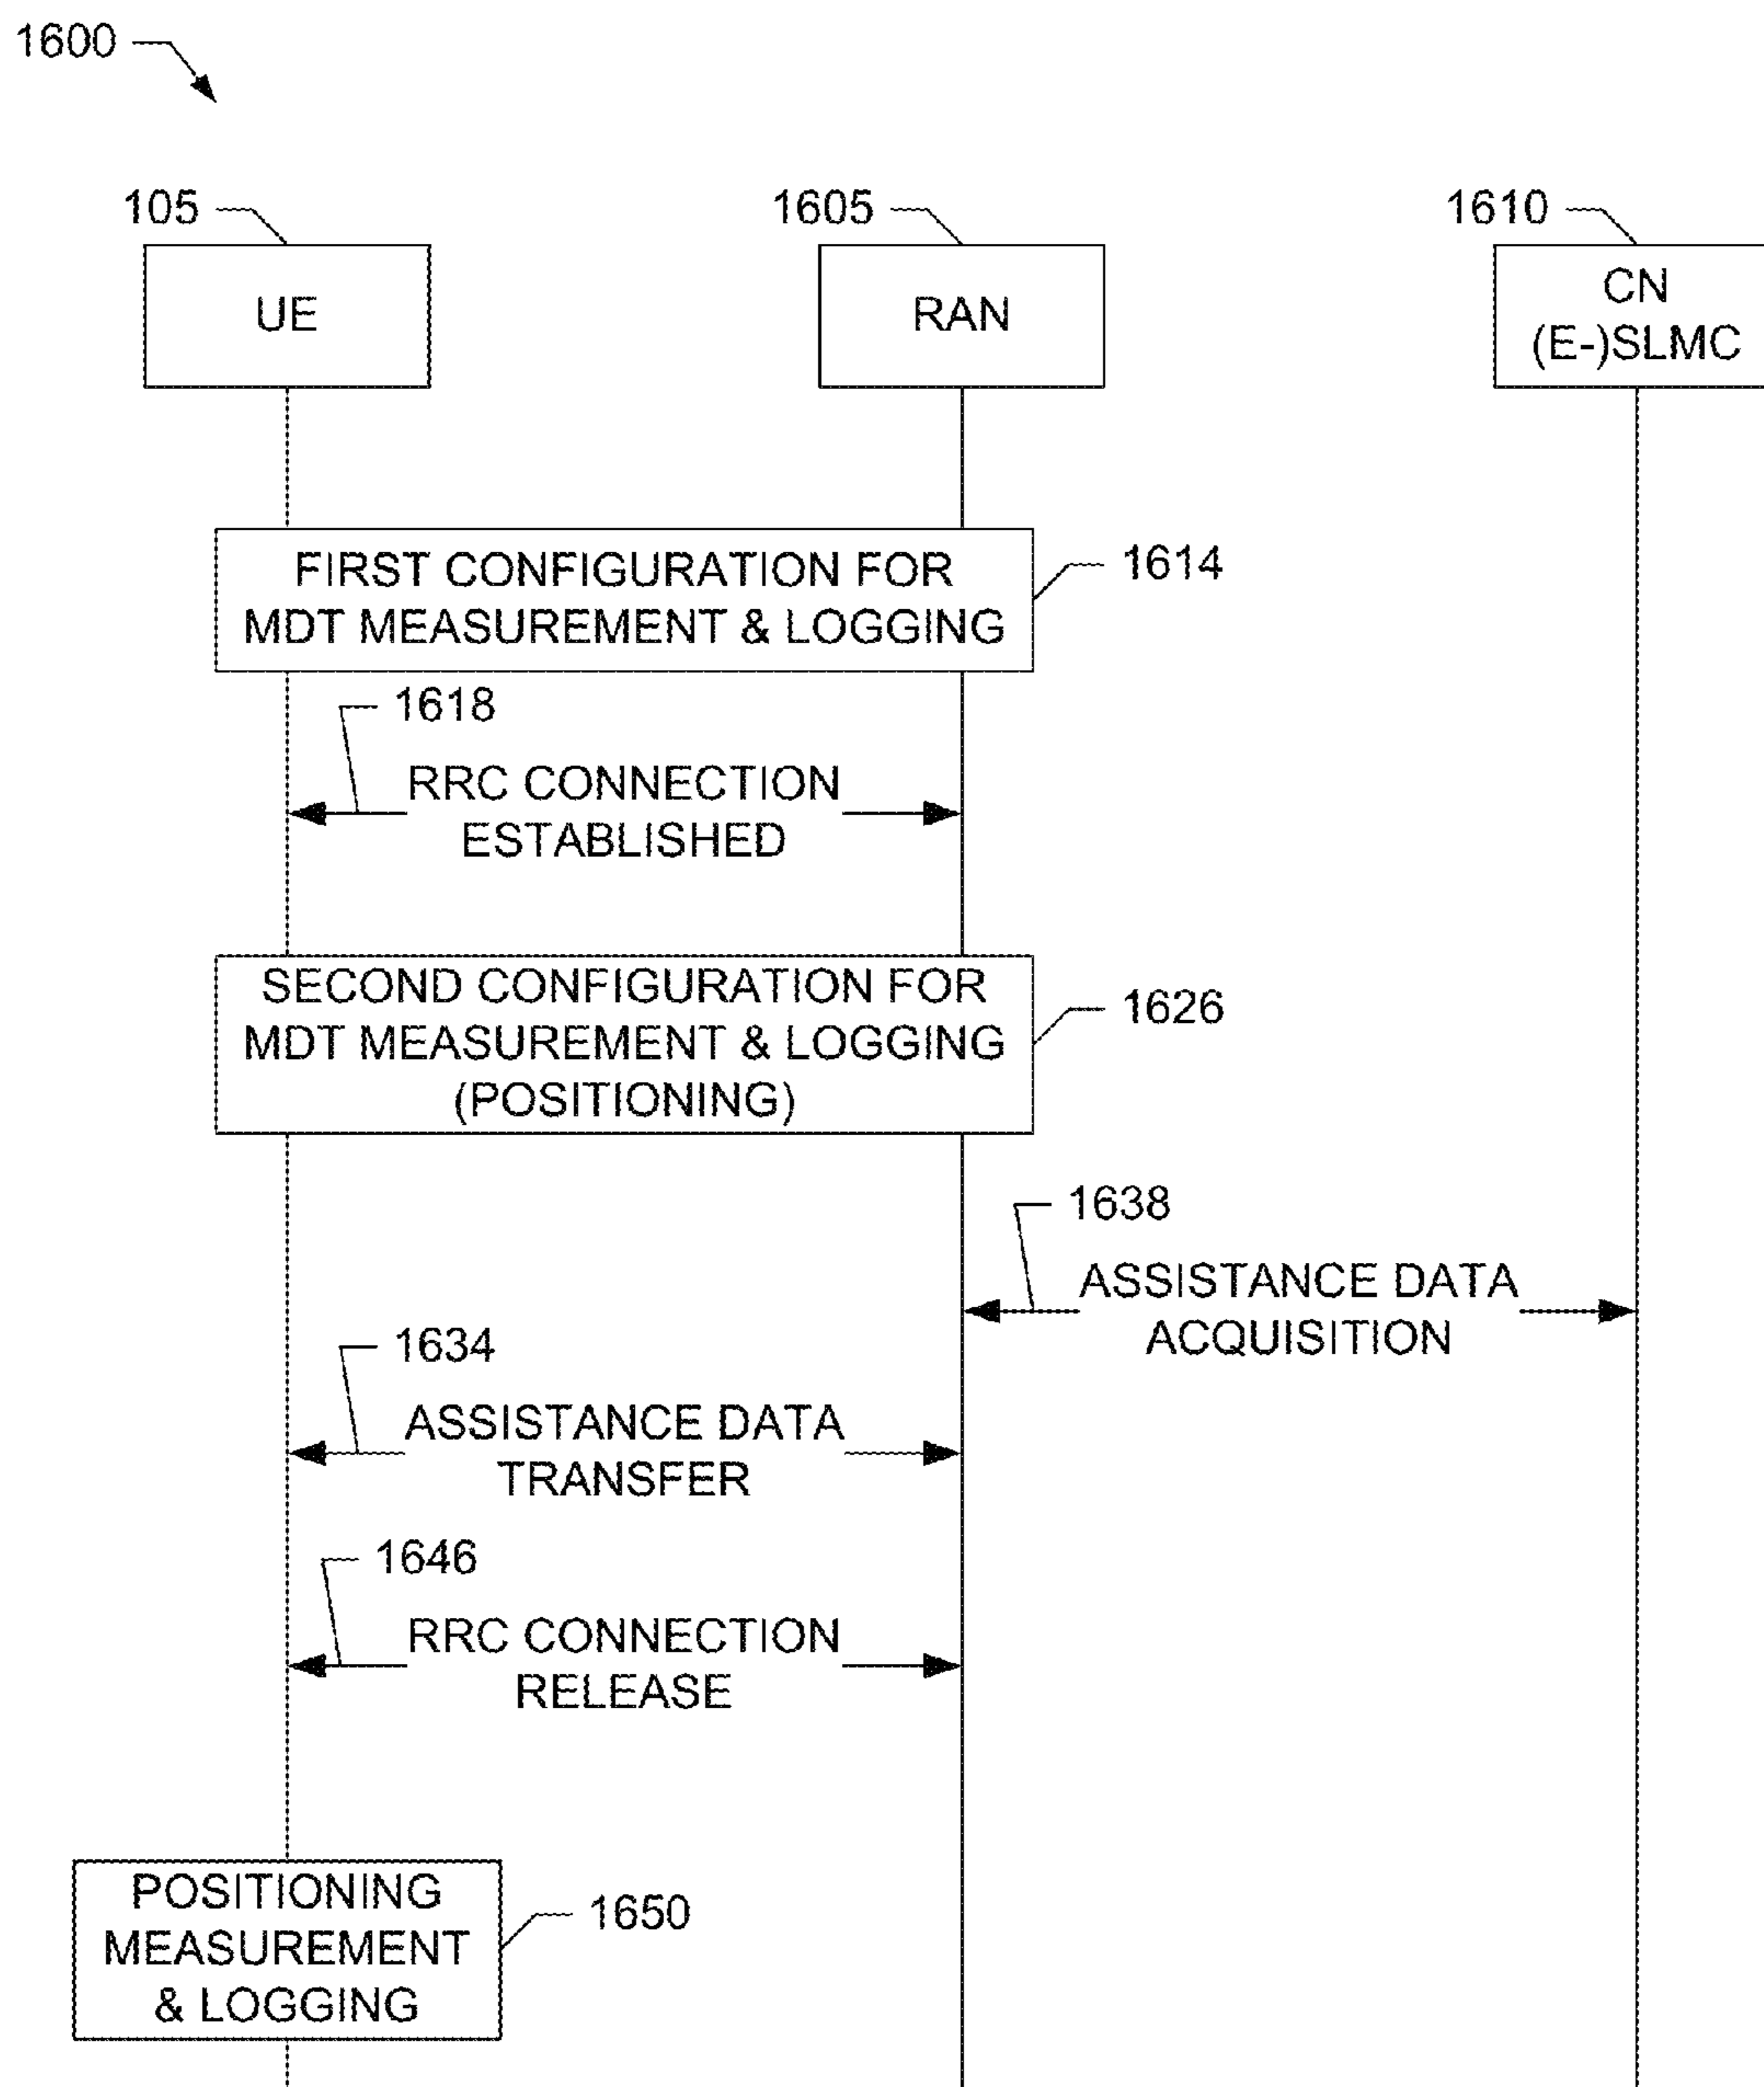 1600
105
1605
1610
UE
RAN
CN
(E-)SLMC
FIRST CONFIGURATION FOR
MDT MEASUREMENT & LOGGING
1614
1618
RRC CONNECTION
ESTABLISHED
SECOND CONFIGURATION FOR
MDT MEASUREMENT & LOGGING
(POSITIONING)
1626
1638
ASSISTANCE DATA
ACQUISITION
1634
ASSISTANCE DATA
TRANSFER
1646
RRC CONNECTION
RELEASE
POSITIONING
MEASUREMENT
& LOGGING
1650